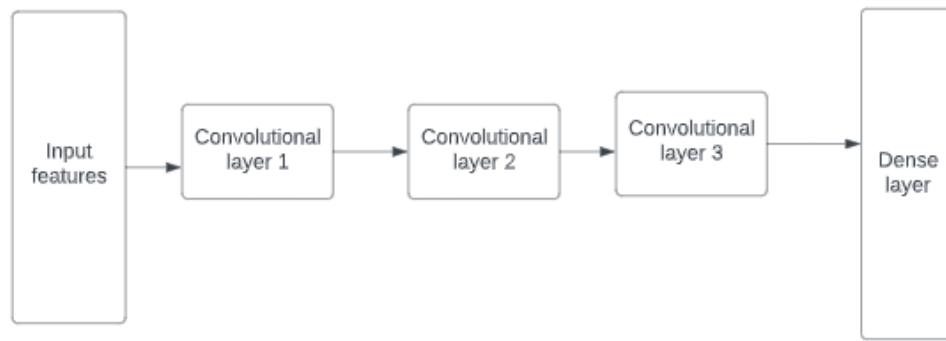 Input
features
Convolutional
layer 1
Convolutional
layer 2
Convolutional
layer 3
Dense
layer